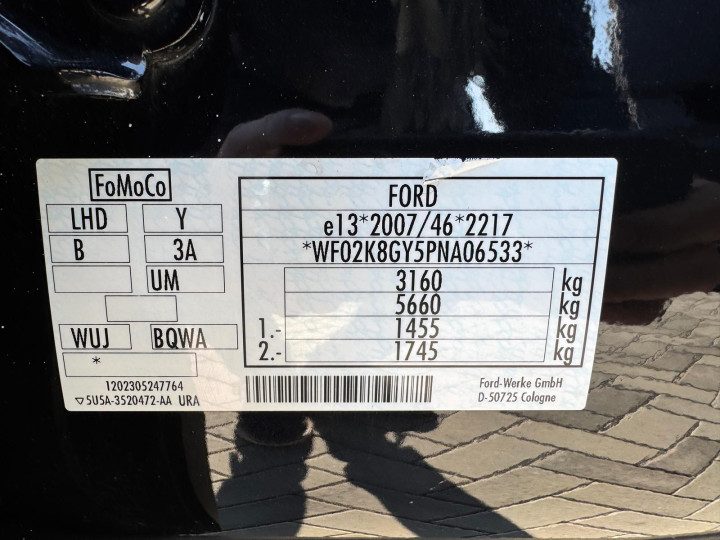 FoMoCo
LHD Y
B 3A
UM
WUJ BQWA
*
1202305247764
▽5U5A-3520472-AA URA
FORD
e13*2007/46*2217
*WF02K8GY5PNA06533*
3160 kg
5660 kg
1.- 1455 kg
2.- 1745 kg
Ford-Werke GmbH
D-50725 Cologne